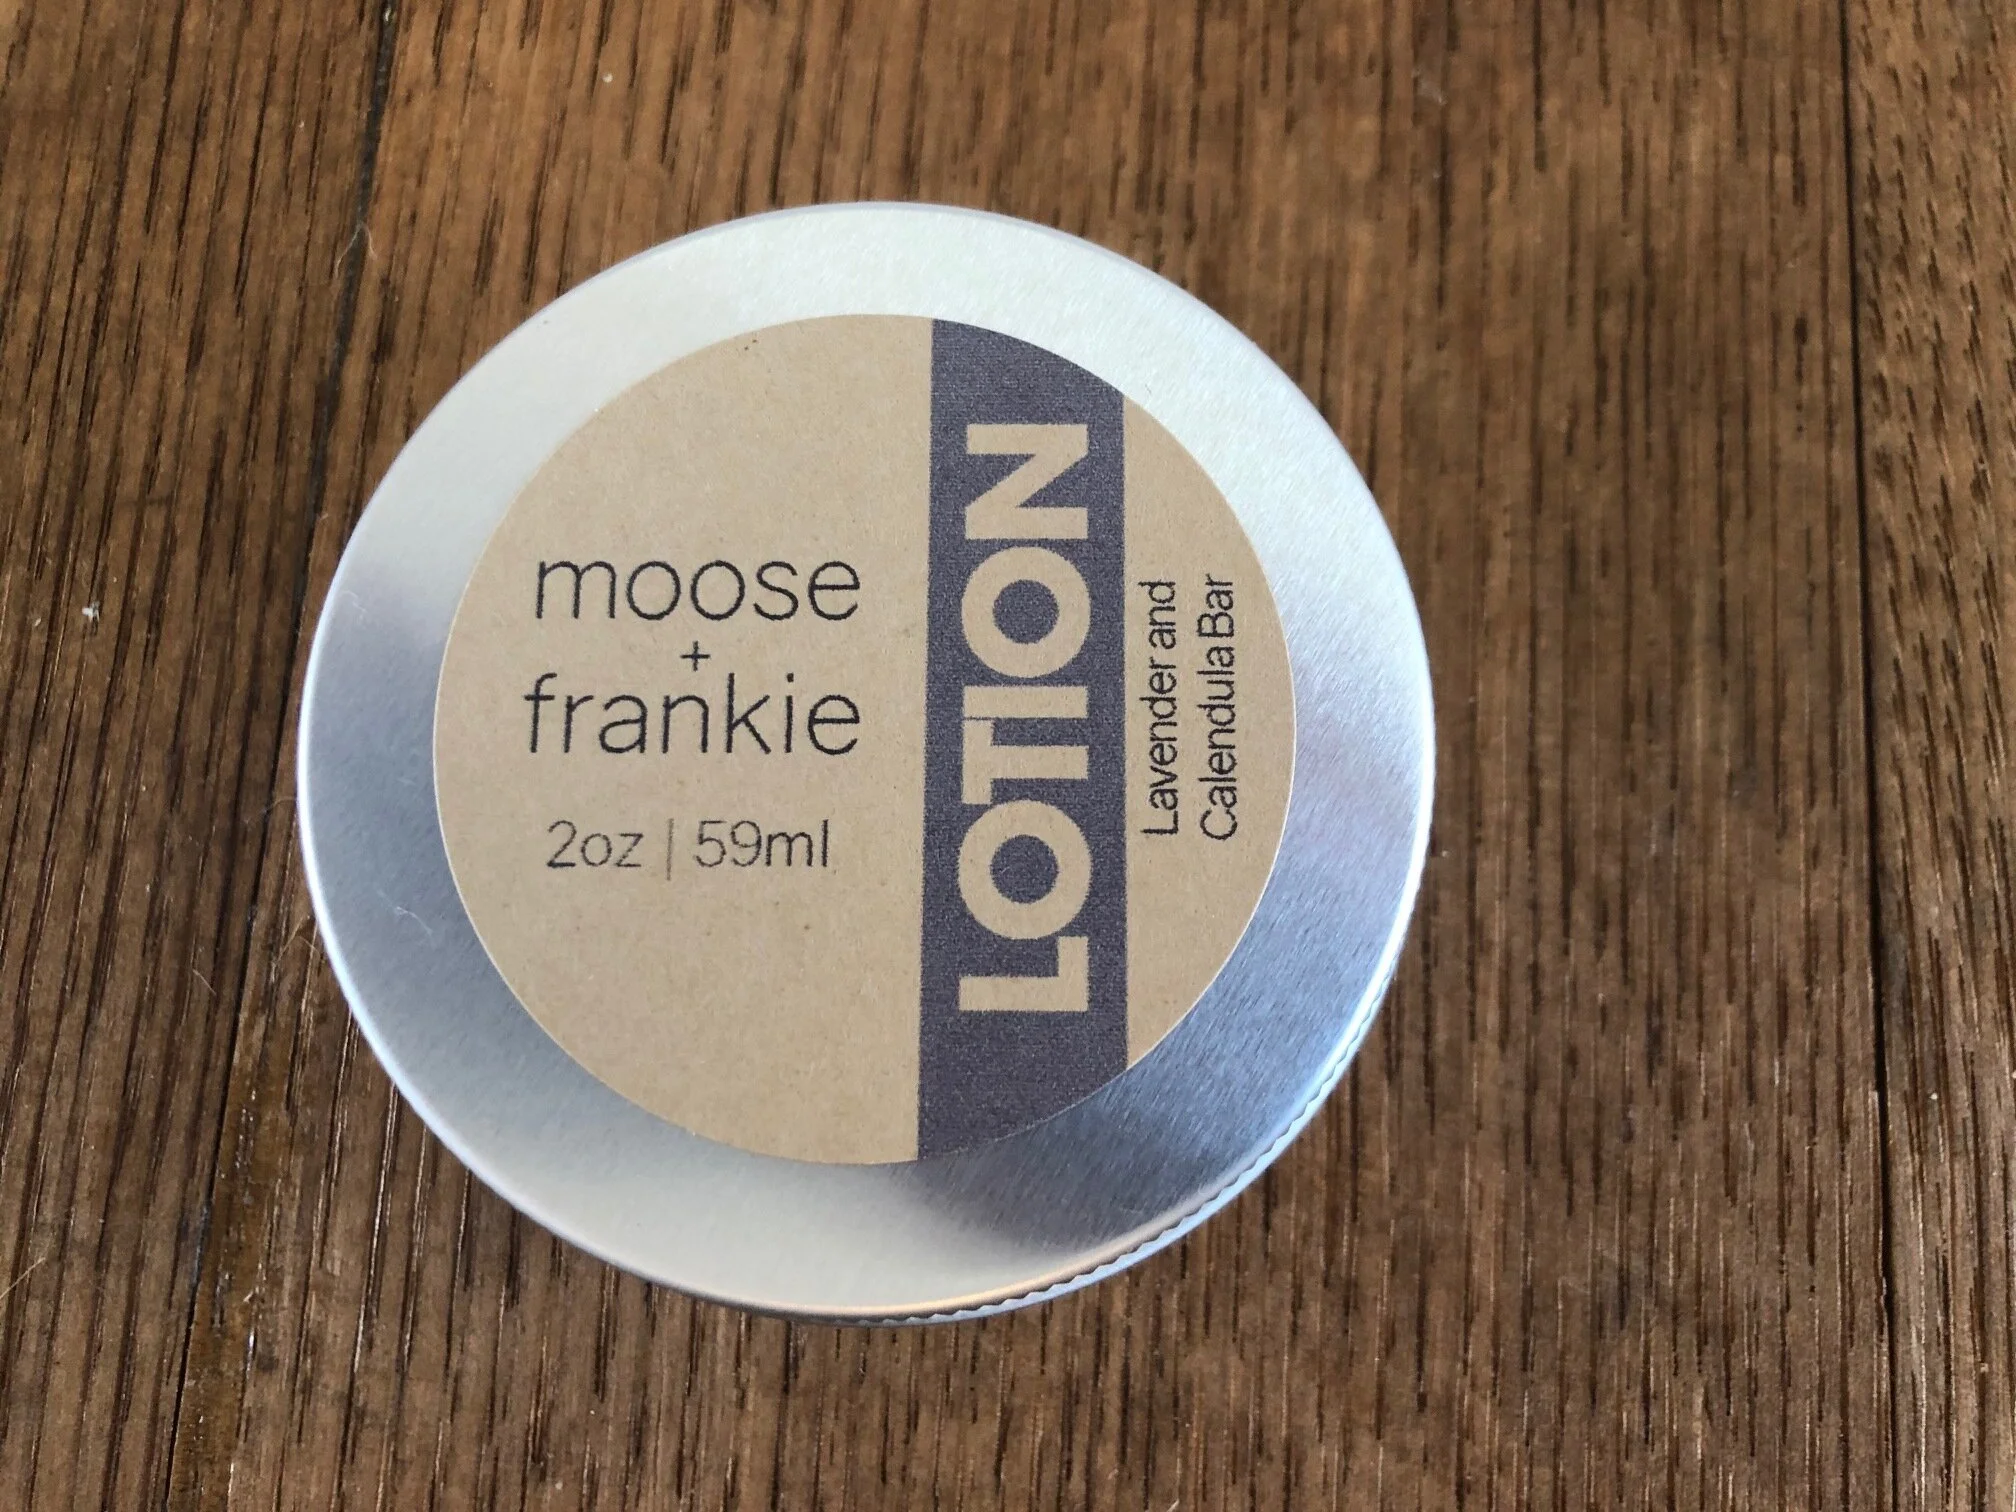 moose
+
frankie
2oz | 59ml
LOTION
Lavender and
Calendula Bar